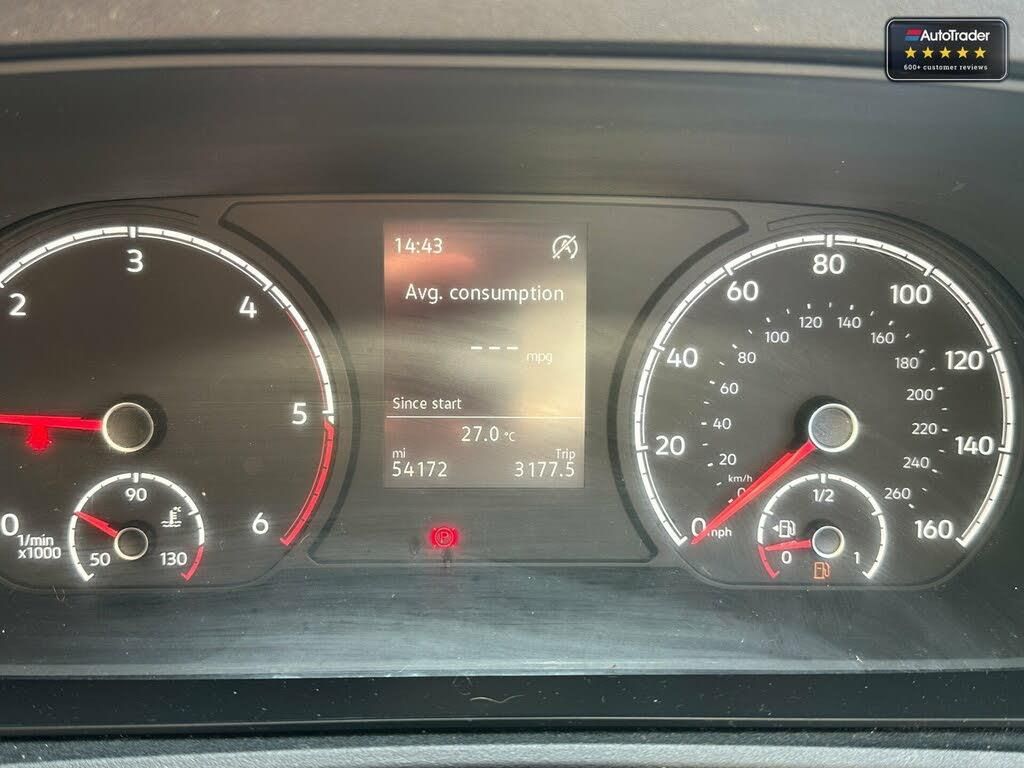 AutoTrader
600+ customer reviews
14:43
Avg. consumption
--- mpg
Since start
27.0 °C
mi
54172
Trip
3177.5
0
2
3
4
5
6
1/min
x1000
50
90
130
0
20
40
60
80
100
120
140
160
mph
0
20
40
60
80
100
120
140
160
180
200
220
240
260
km/h
0
1/2
1
P